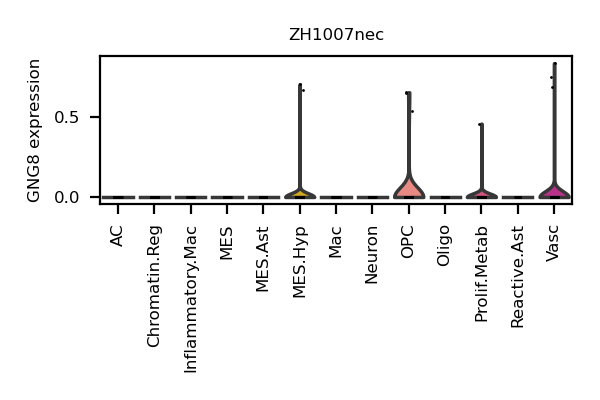 ZH1007nec
GNG8 expression
0.5
0.0
AC
Chromatin.Reg
Inflammatory.Mac
MES
MES.Ast
MES.Hyp
Mac
Neuron
OPC
Oligo
Prolif.Metab
Reactive.Ast
Vasc